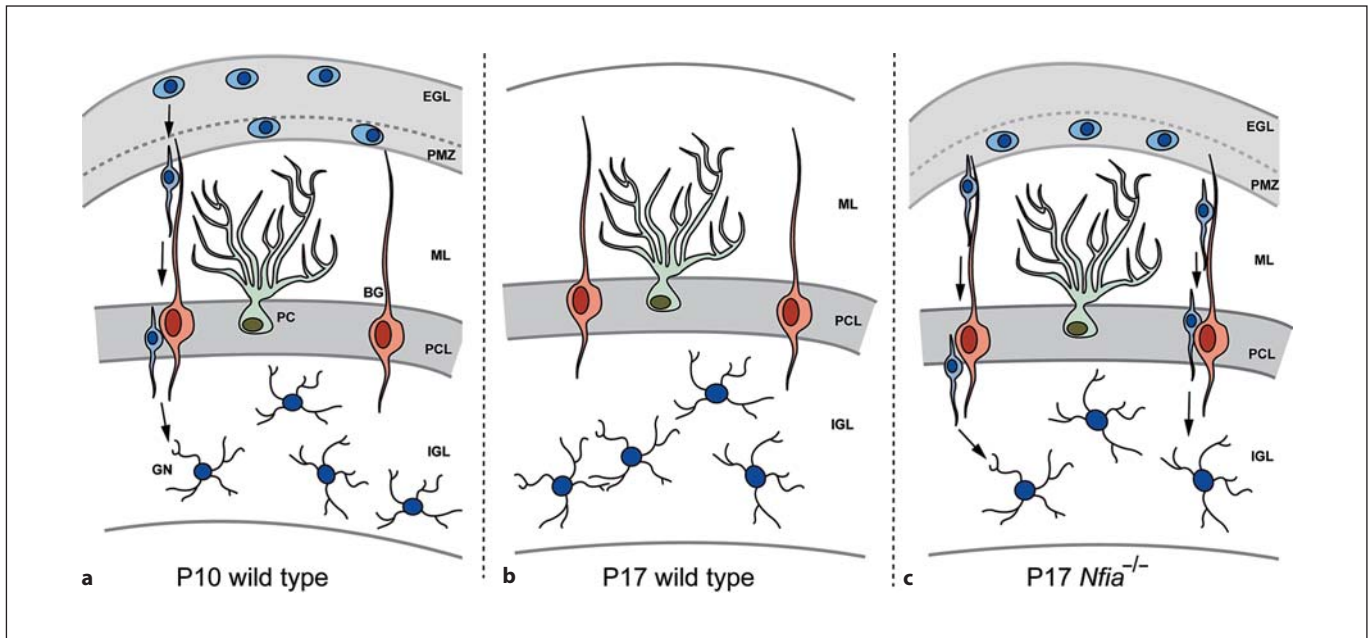 EGL
PMZ
ML
BG
PC
PCL
IGL
GN
a P10 wild type
ML
PCL
IGL
b P17 wild type
EGL
PMZ
ML
PCL
IGL
c P17 Nfia−/−